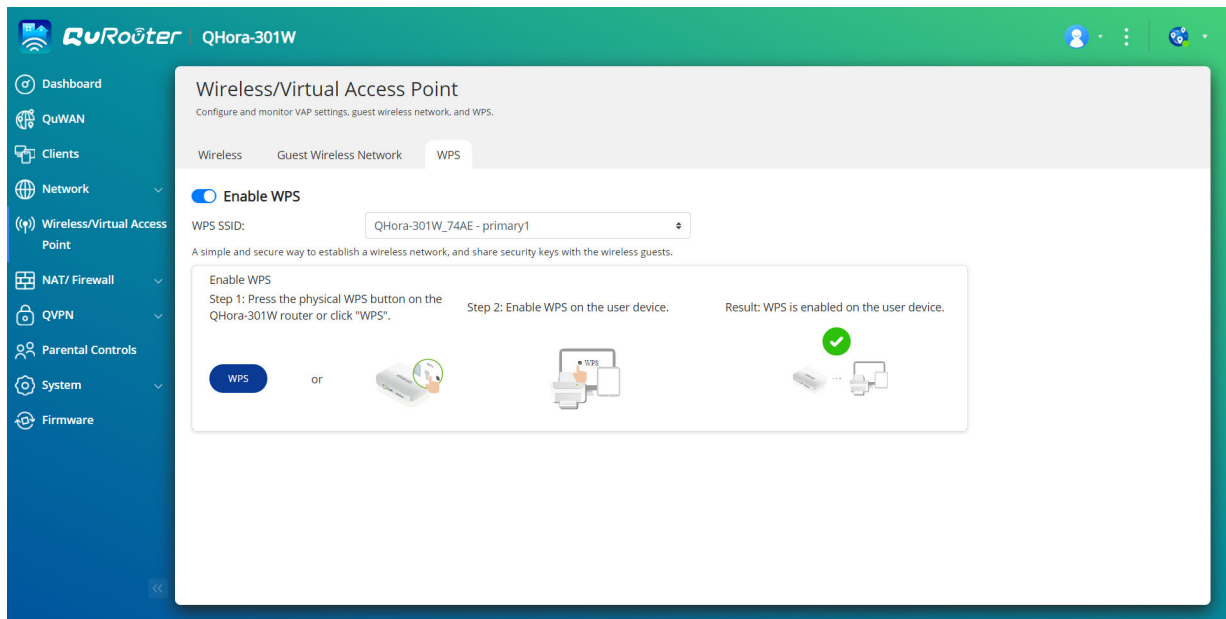 QuRouter QHora-301W
Dashboard
QuWAN
Clients
Network
Wireless/Virtual Access
Point
NAT/ Firewall
QVPN
Parental Controls
System
Firmware
Wireless/Virtual Access Point
Configure and monitor VAP settings, guest wireless network, and WPS.
Wireless Guest Wireless Network WPS
Enable WPS
WPS SSID: QHora-301W_74AE - primary1
A simple and secure way to establish a wireless network, and share security keys with the wireless guests.
Enable WPS
Step 1: Press the physical WPS button on the
QHora-301W router or click "WPS".
Step 2: Enable WPS on the user device.
Result: WPS is enabled on the user device.
WPS or
WPS